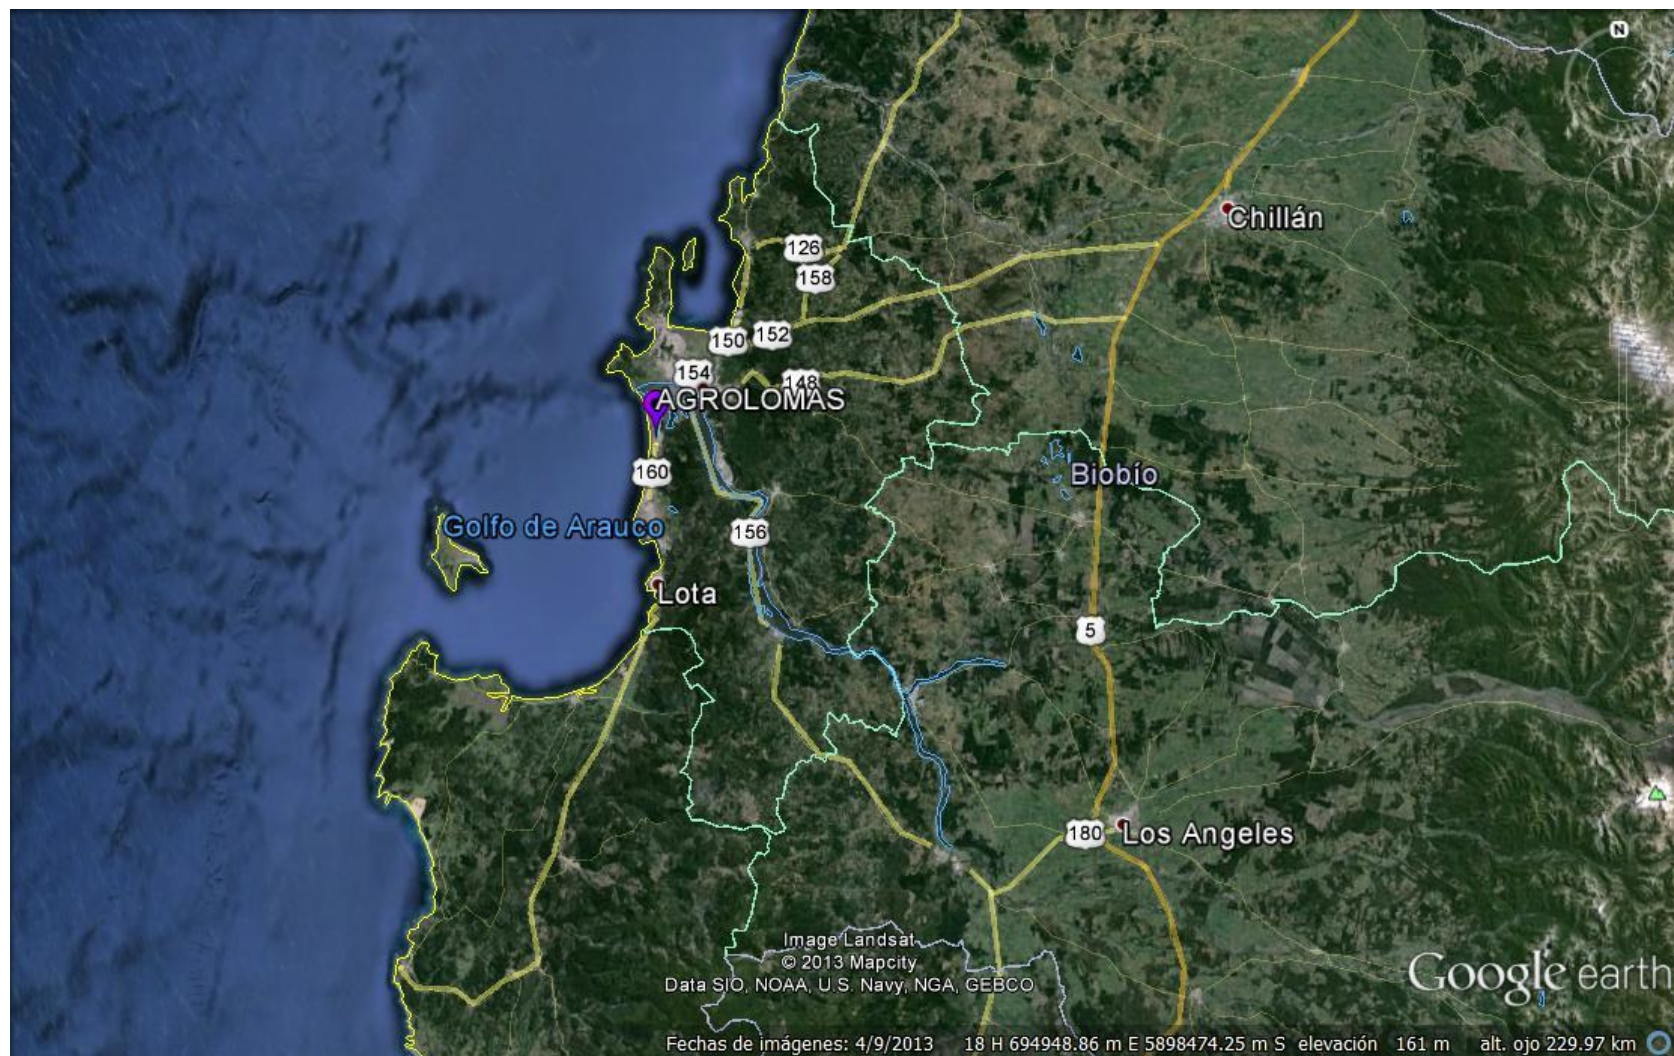 N
Chillán
126
158
150
152
154
148
AGROLOMAS
160
Biobío
Golfo de Arauco
156
Lota
5
180
Los Angeles
Image Landsat
© 2013 Mapcity
Data SIO, NOAA, U.S. Navy, NGA, GEBCO
Google earth
Fechas de imágenes: 4/9/2013 18 H 694948.86 m E 5898474.25 m S elevación 161 m alt. ojo 229.97 km